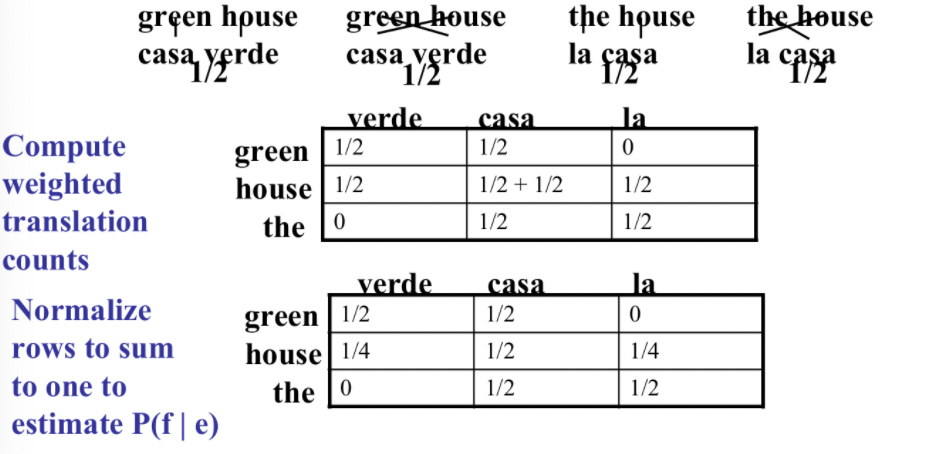 green house green house the house the house
casa verde casa verde la casa la casa
1/2 1/2 1/2 1/2
Compute
weighted
translation
counts
verde casa la
green 1/2 1/2 0
house 1/2 1/2 + 1/2 1/2
the 0 1/2 1/2
Normalize
rows to sum
to one to
estimate P(f | e)
verde casa la
green 1/2 1/2 0
house 1/4 1/2 1/4
the 0 1/2 1/2